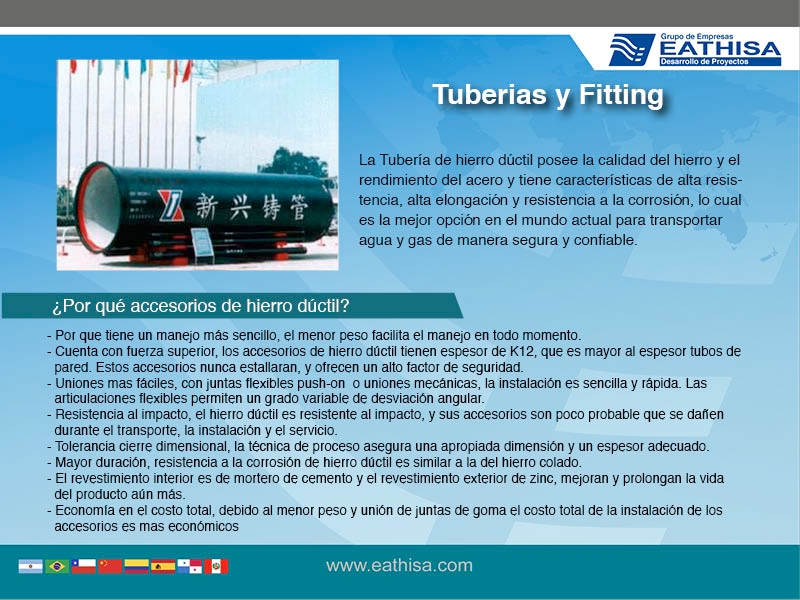 Grupo de Empresas
EATHISA
Desarrollo de Proyectos
Tuberias y Fitting
新兴铸管
La Tubería de hierro dúctil posee la calidad del hierro y el
rendimiento del acero y tiene características de alta resis-
tencia, alta elongación y resistencia a la corrosión, lo cual
es la mejor opción en el mundo actual para transportar
agua y gas de manera segura y confiable.
¿Por qué accesorios de hierro dúctil?
- Por que tiene un manejo más sencillo, el menor peso facilita el manejo en todo momento.
- Cuenta con fuerza superior, los accesorios de hierro dúctil tienen espesor de K12, que es mayor al espesor tubos de
pared. Estos accesorios nunca estallaran, y ofrecen un alto factor de seguridad.
- Uniones mas fáciles, con juntas flexibles push-on o uniones mecánicas, la instalación es sencilla y rápida. Las
articulaciones flexibles permiten un grado variable de desviación angular.
- Resistencia al impacto, el hierro dúctil es resistente al impacto, y sus accesorios son poco probable que se dañen
durante el transporte, la instalación y el servicio.
- Tolerancia cierre dimensional, la técnica de proceso asegura una apropiada dimensión y un espesor adecuado.
- Mayor duración, resistencia a la corrosión de hierro dúctil es similar a la del hierro colado.
- El revestimiento interior es de mortero de cemento y el revestimiento exterior de zinc, mejoran y prolongan la vida
del producto aún más.
- Economía en el costo total, debido al menor peso y unión de juntas de goma el costo total de la instalación de los
accesorios es mas económicos
www.eathisa.com